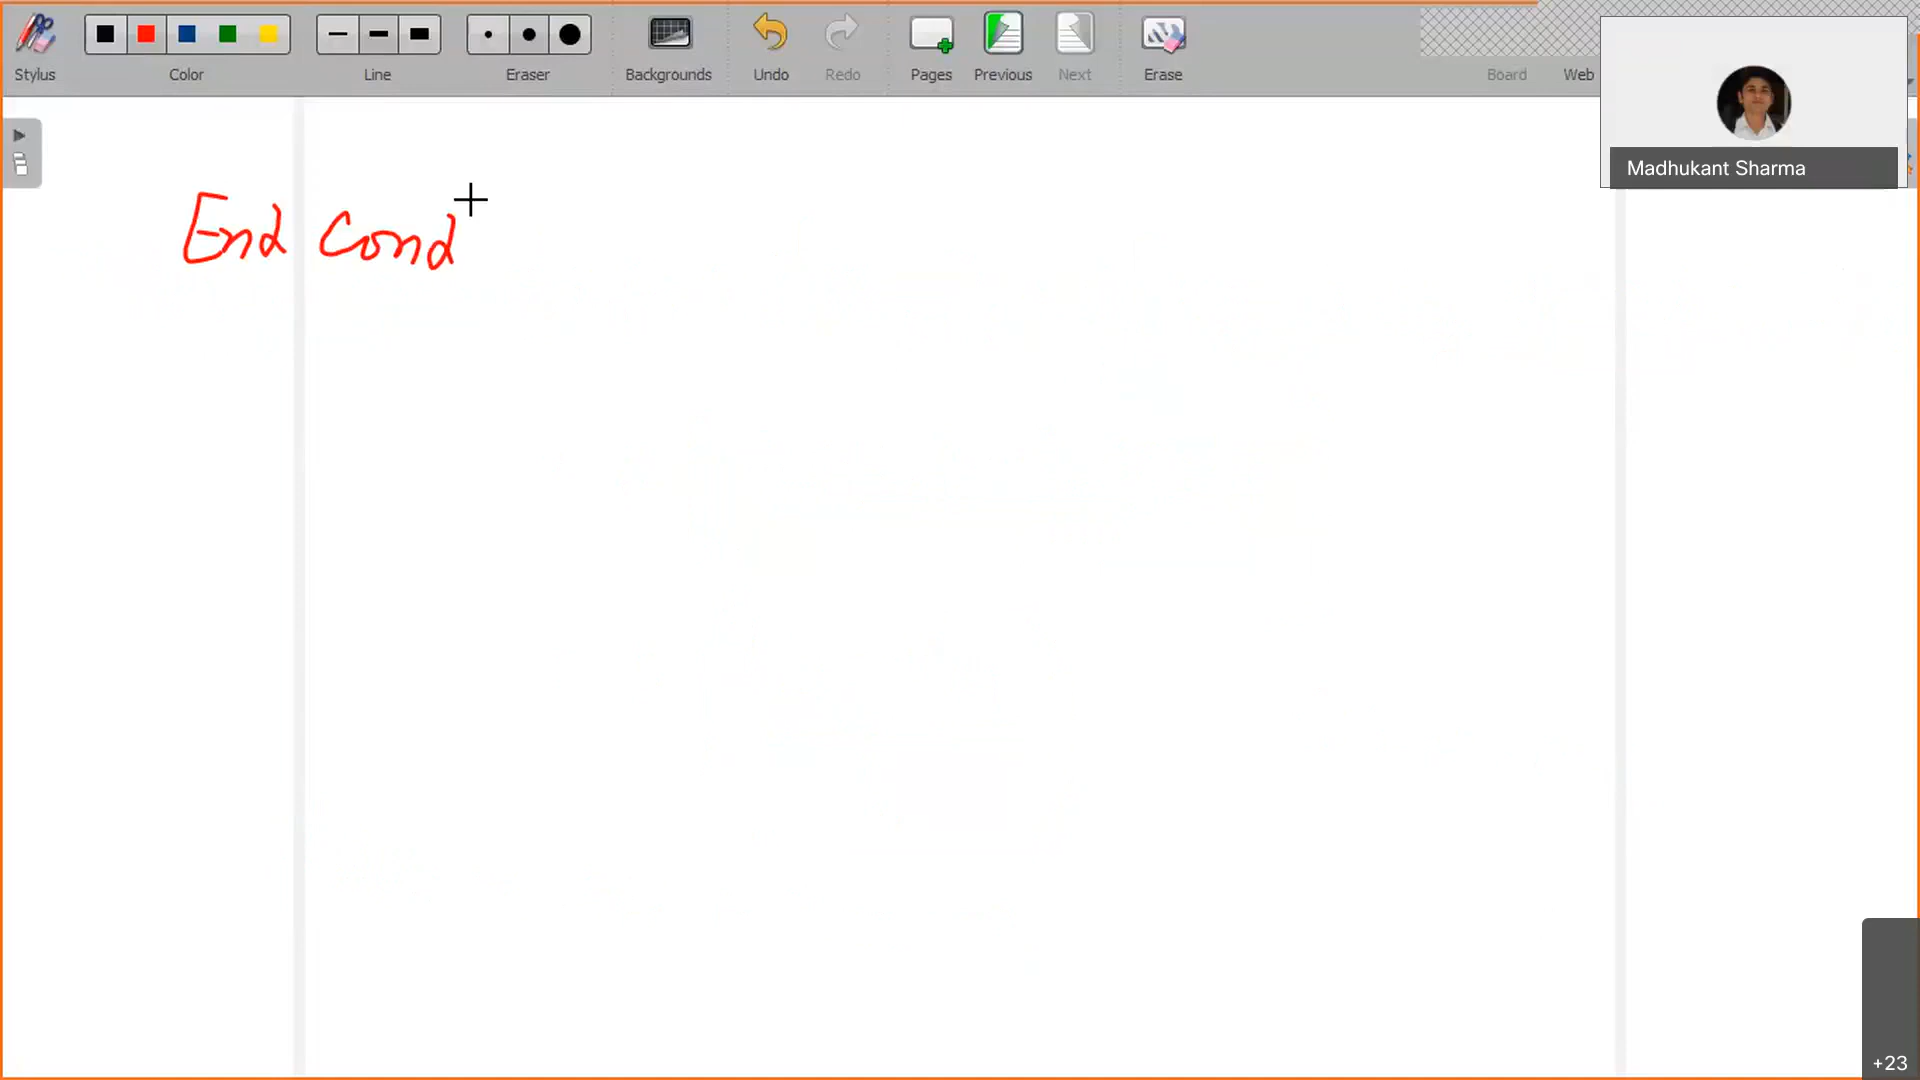 Stylus Color Line Eraser Backgrounds Undo Redo Pages Previous Next Erase Board Web
Madhukant Sharma
End Cond
+23